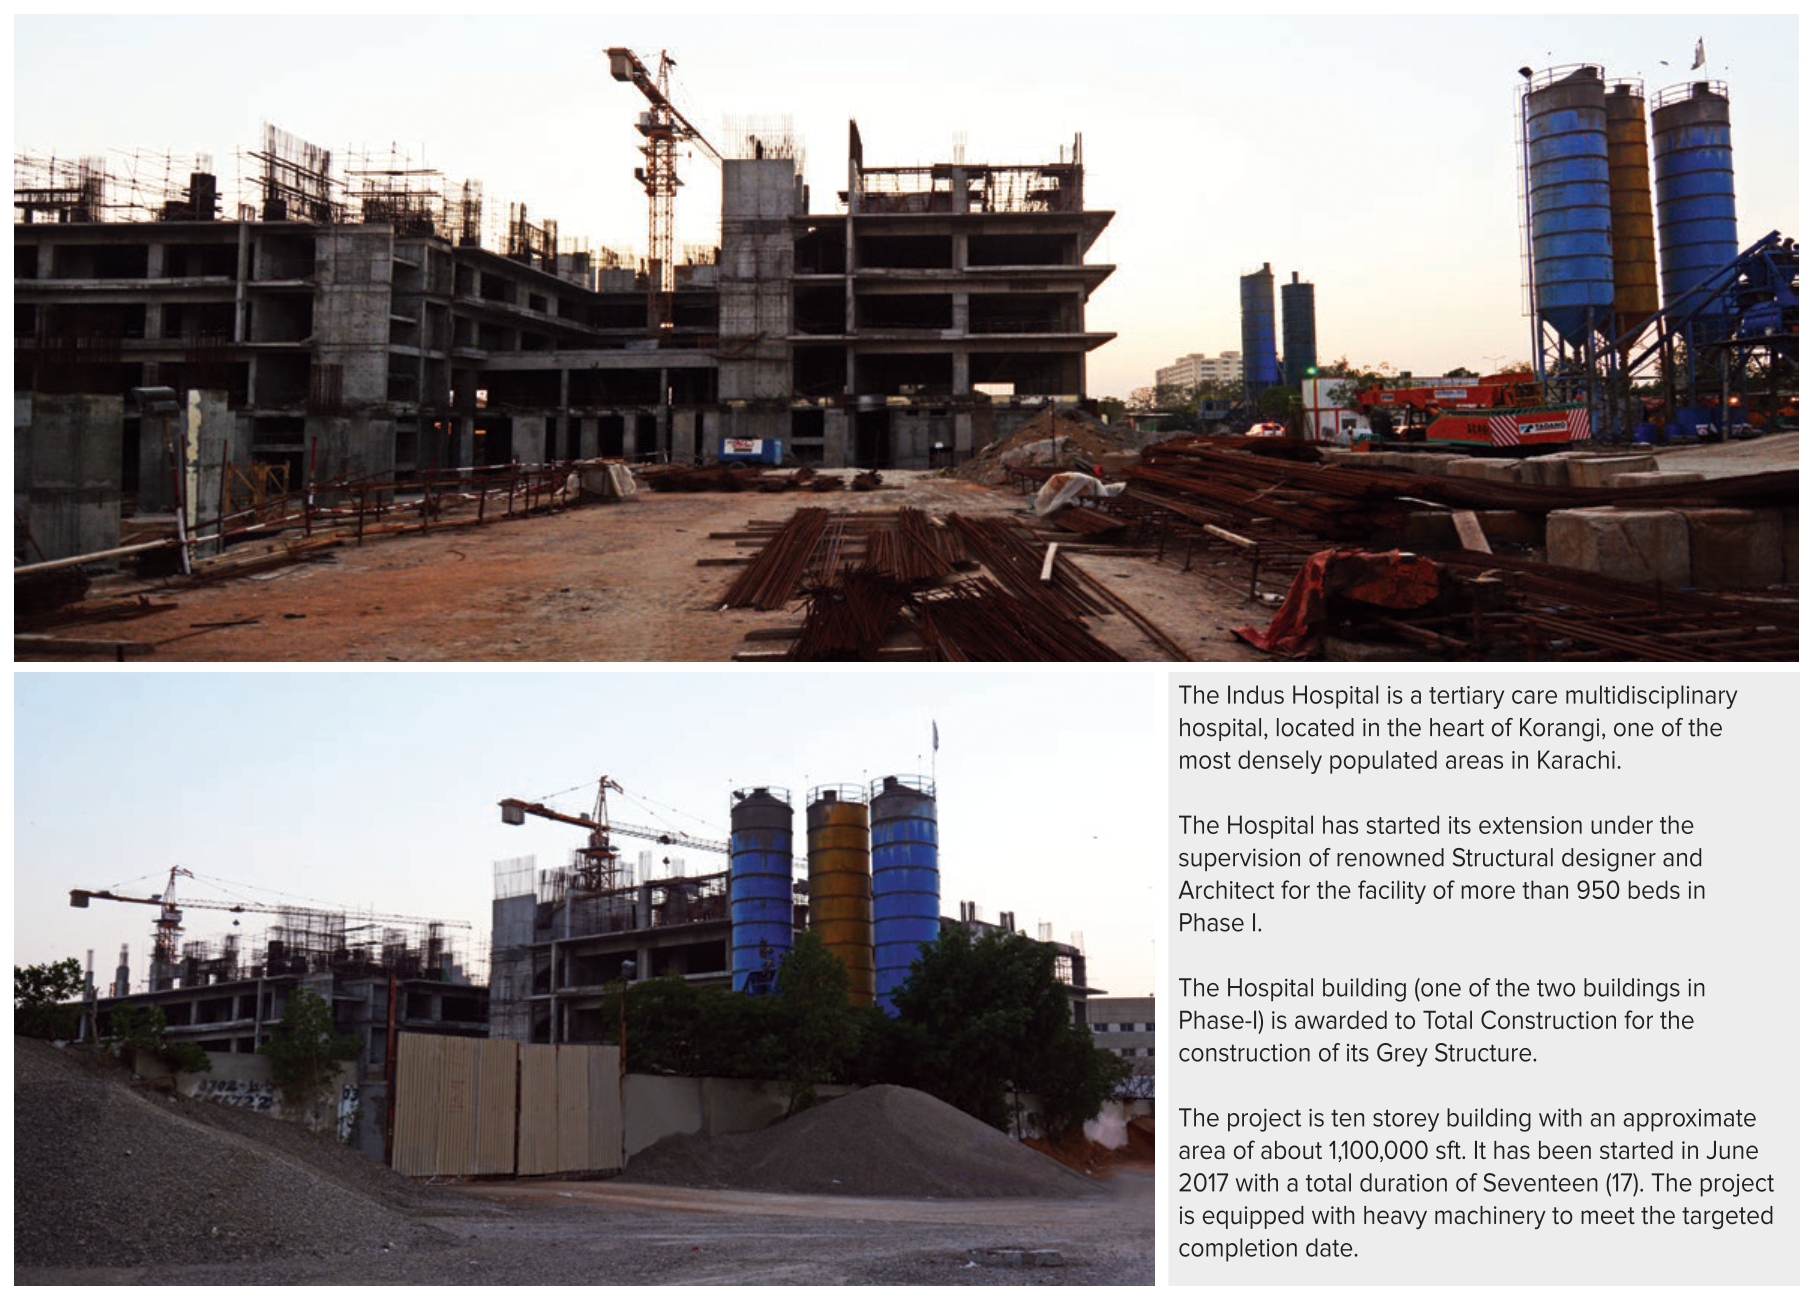 TADANO
The Indus Hospital is a tertiary care multidisciplinary
hospital, located in the heart of Korangi, one of the
most densely populated areas in Karachi.
The Hospital has started its extension under the
supervision of renowned Structural designer and
Architect for the facility of more than 950 beds in
Phase I.
The Hospital building (one of the two buildings in
Phase-I) is awarded to Total Construction for the
construction of its Grey Structure.
The project is ten storey building with an approximate
area of about 1,100,000 sft. It has been started in June
2017 with a total duration of Seventeen (17). The project
is equipped with heavy machinery to meet the targeted
completion date.